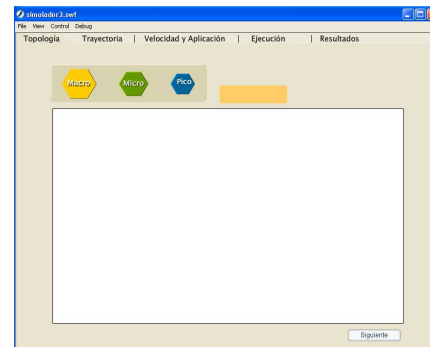 simulador3.swf
File View Control Debug
Topología Trayectoria | Velocidad y Aplicación | Ejecución | Resultados
Macro Micro Pico
Siguiente